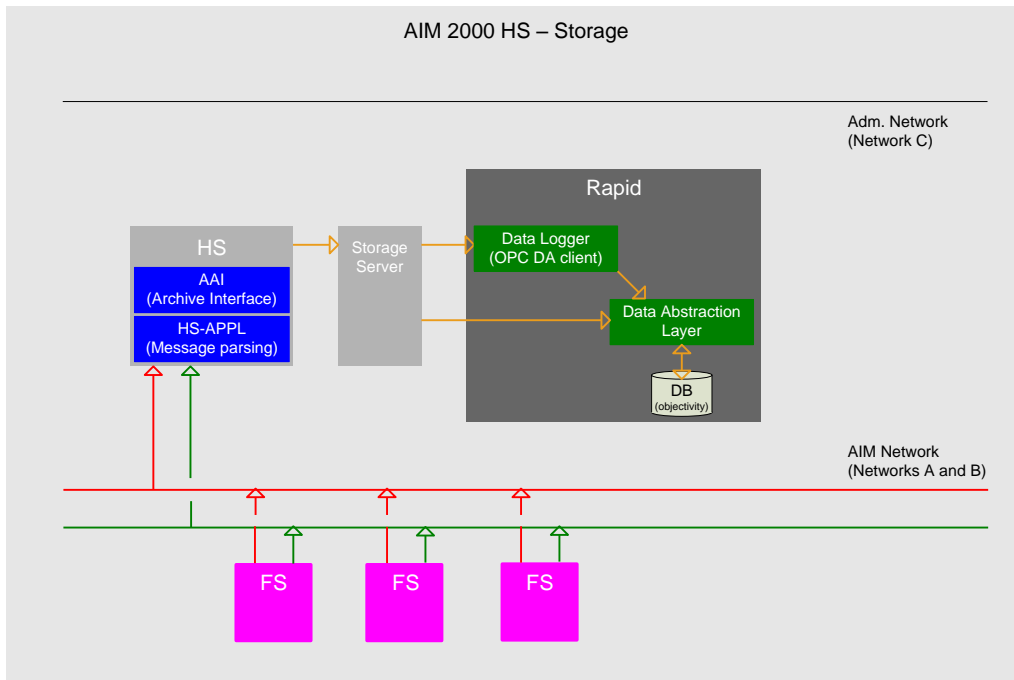 AIM 2000 HS – Storage
Adm. Network
(Network C)
Rapid
HS
AAI
(Archive Interface)
HS-APPL
(Message parsing)
Storage
Server
Data Logger
(OPC DA client)
Data Abstraction
Layer
DB
(objectivity)
AIM Network
(Networks A and B)
FS
FS
FS